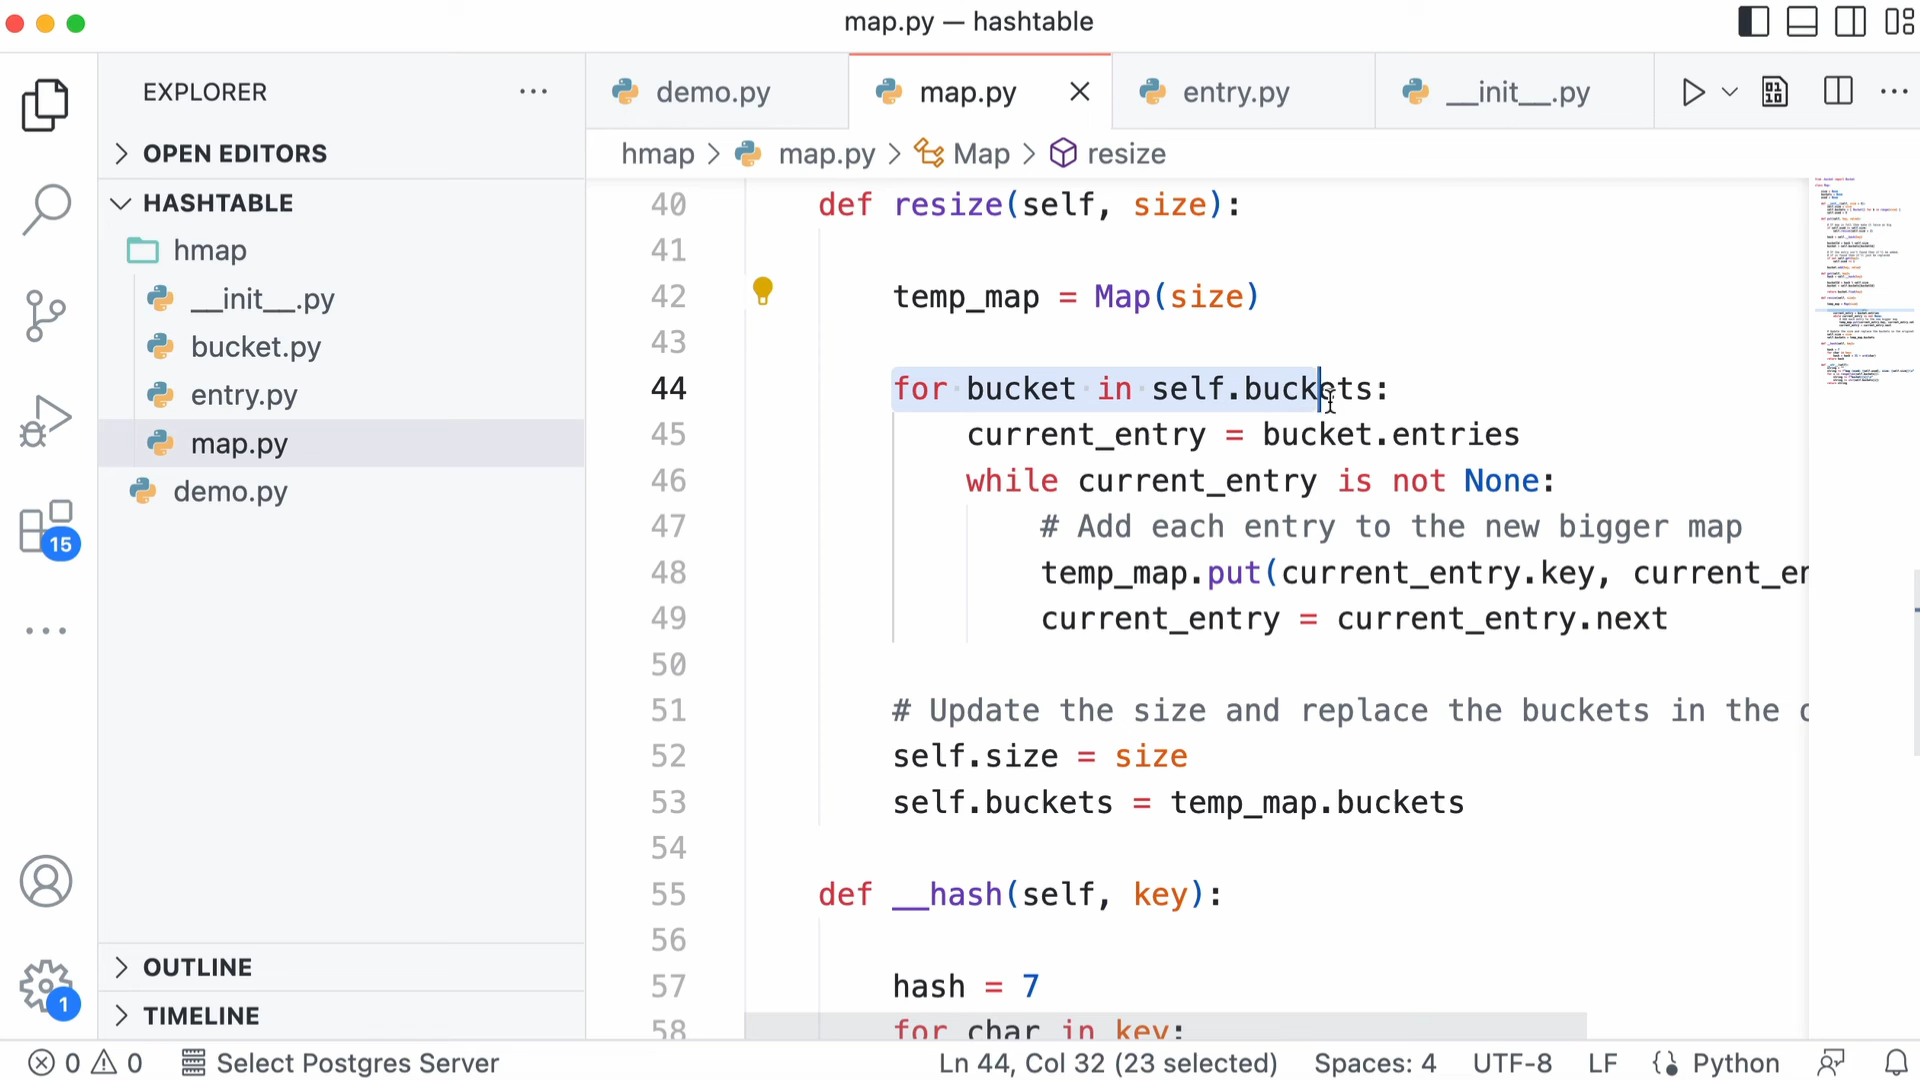 map.py — hashtable
EXPLORER
OPEN EDITORS
HASHTABLE
hmap
__init__.py
bucket.py
entry.py
map.py
demo.py
OUTLINE
TIMELINE
15
1
demo.py
map.py
entry.py
__init__.py
hmap > map.py > Map > resize
40 def resize(self, size):
41
42 temp_map = Map(size)
43
44 for bucket in self.buckets:
45 current_entry = bucket.entries
46 while current_entry is not None:
47 # Add each entry to the new bigger map
48 temp_map.put(current_entry.key, current_er
49 current_entry = current_entry.next
50
51 # Update the size and replace the buckets in the
52 self.size = size
53 self.buckets = temp_map.buckets
54
55 def __hash(self, key):
56
57 hash = 7
58 for char in key:
0 0 Select Postgres Server Ln 44, Col 32 (23 selected) Spaces: 4 UTF-8 LF Python